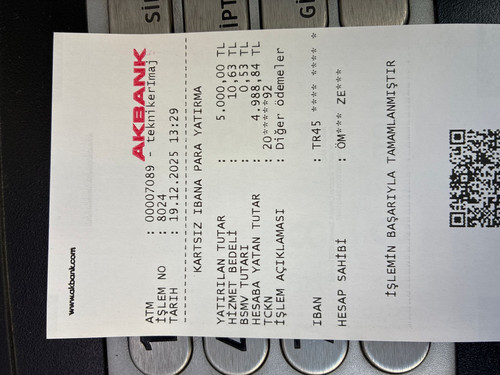 www.akbank.com
AKBANK
ATM : 00007089 - teknikerImaj
İŞLEM NO : 8024
TARIH : 19.12.2025 13:29
KARTSIZ IBANA PARA YATIRMA
YATIRILAN TUTAR : 5.000,00 TL
HİZMET BEDELİ : 10,63 TL
BSMV TUTARI : 0,53 TL
HESABA YATAN TUTAR : 4.988,84 TL
TCKN : 20*******92
İŞLEM AÇIKLAMASI : Diğer ödemeler
IBAN : TR45 **** **** *
HESAP SAHİBİ : ÖM*** ZE***
İŞLEMİN BAŞARIYLA TAMAMLANMIŞTIR